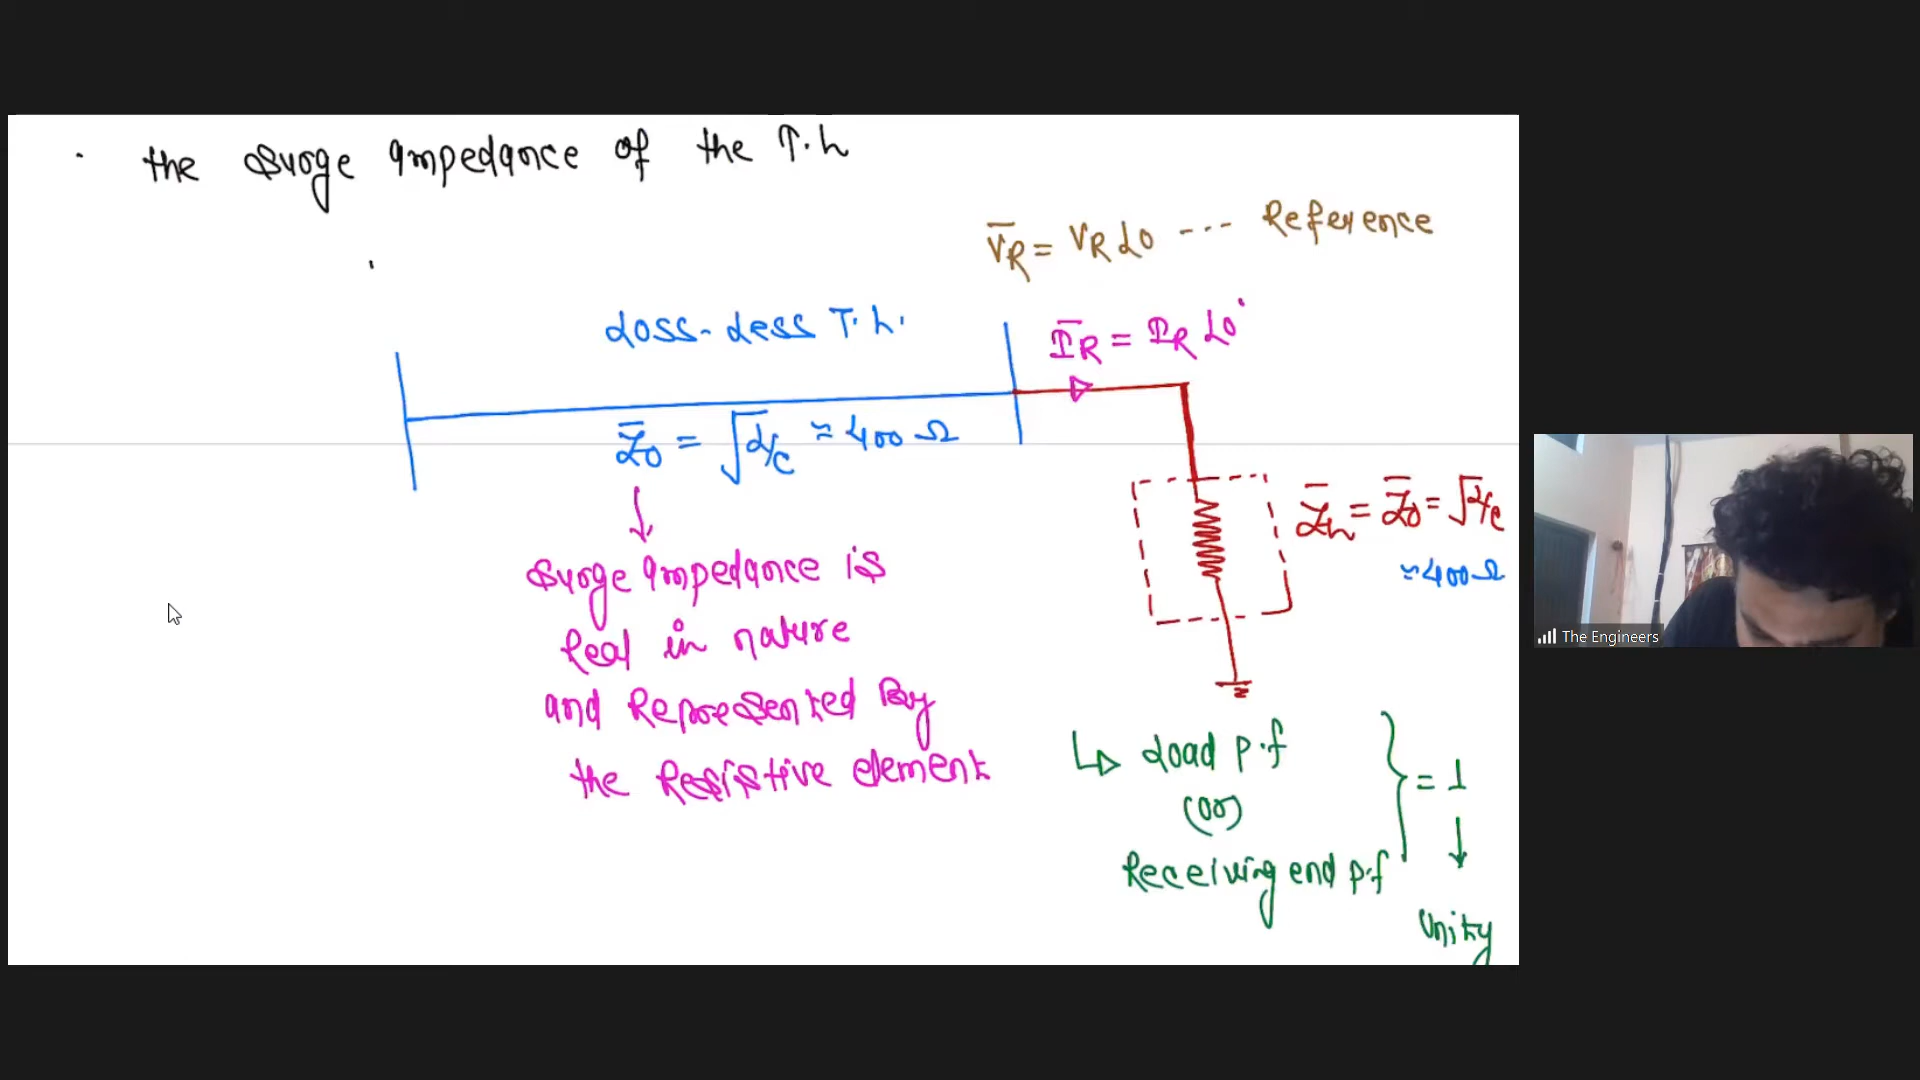 the surge impedance of the T.L
V̄R = VR∠0 --- Reference
Loss-Less T.L.
ĪR = IR∠0°
Z̄0 = √L/C ≈ 400 Ω
Z̄L = Z̄0 = √L/C
≈ 400 Ω
surge impedance is
Real in nature
and Represented By
the Resistive element
Load P.f
(or)
Receiving end P.f
= 1
Unity
The Engineers